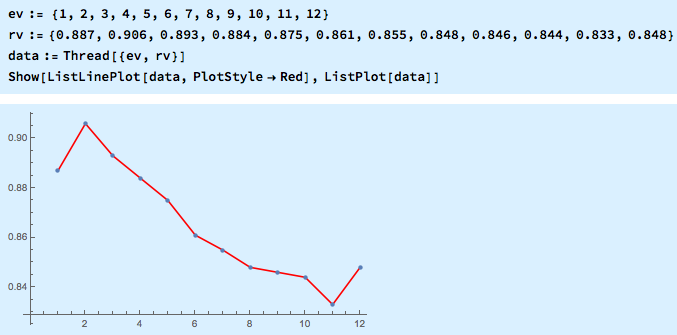 ev := {1, 2, 3, 4, 5, 6, 7, 8, 9, 10, 11, 12}
rv := {0.887, 0.906, 0.893, 0.884, 0.875, 0.861, 0.855, 0.848, 0.846, 0.844, 0.833, 0.848}
data := Thread[{ev, rv}]
Show[ListLinePlot[data, PlotStyle → Red], ListPlot[data]]
0.90
0.88
0.86
0.84
2 4 6 8 10 12